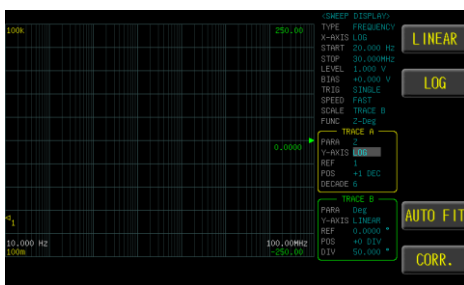 <SWEEP DISPLAY>
TYPE FREQUENCY
X-AXIS LOG
START 20.000 Hz
STOP 30.000MHz
LEVEL 1.000 V
BIAS +0.000 V
TRIG SINGLE
SPEED FAST
SCALE TRACE B
FUNC Z-Deg
TRACE A
PARA Z
Y-AXIS LOG
REF 1
POS +1 DEC
DECADE 6
TRACE B
PARA Deg
Y-AXIS LINEAR
REF 0.0000 °
POS +0 DIV
DIV 50.000 °
100k
250.00
0.0000
1
10.000 Hz
100.00MHz
100m
-250.00
LINEAR
LOG
AUTO FIT
CORR.